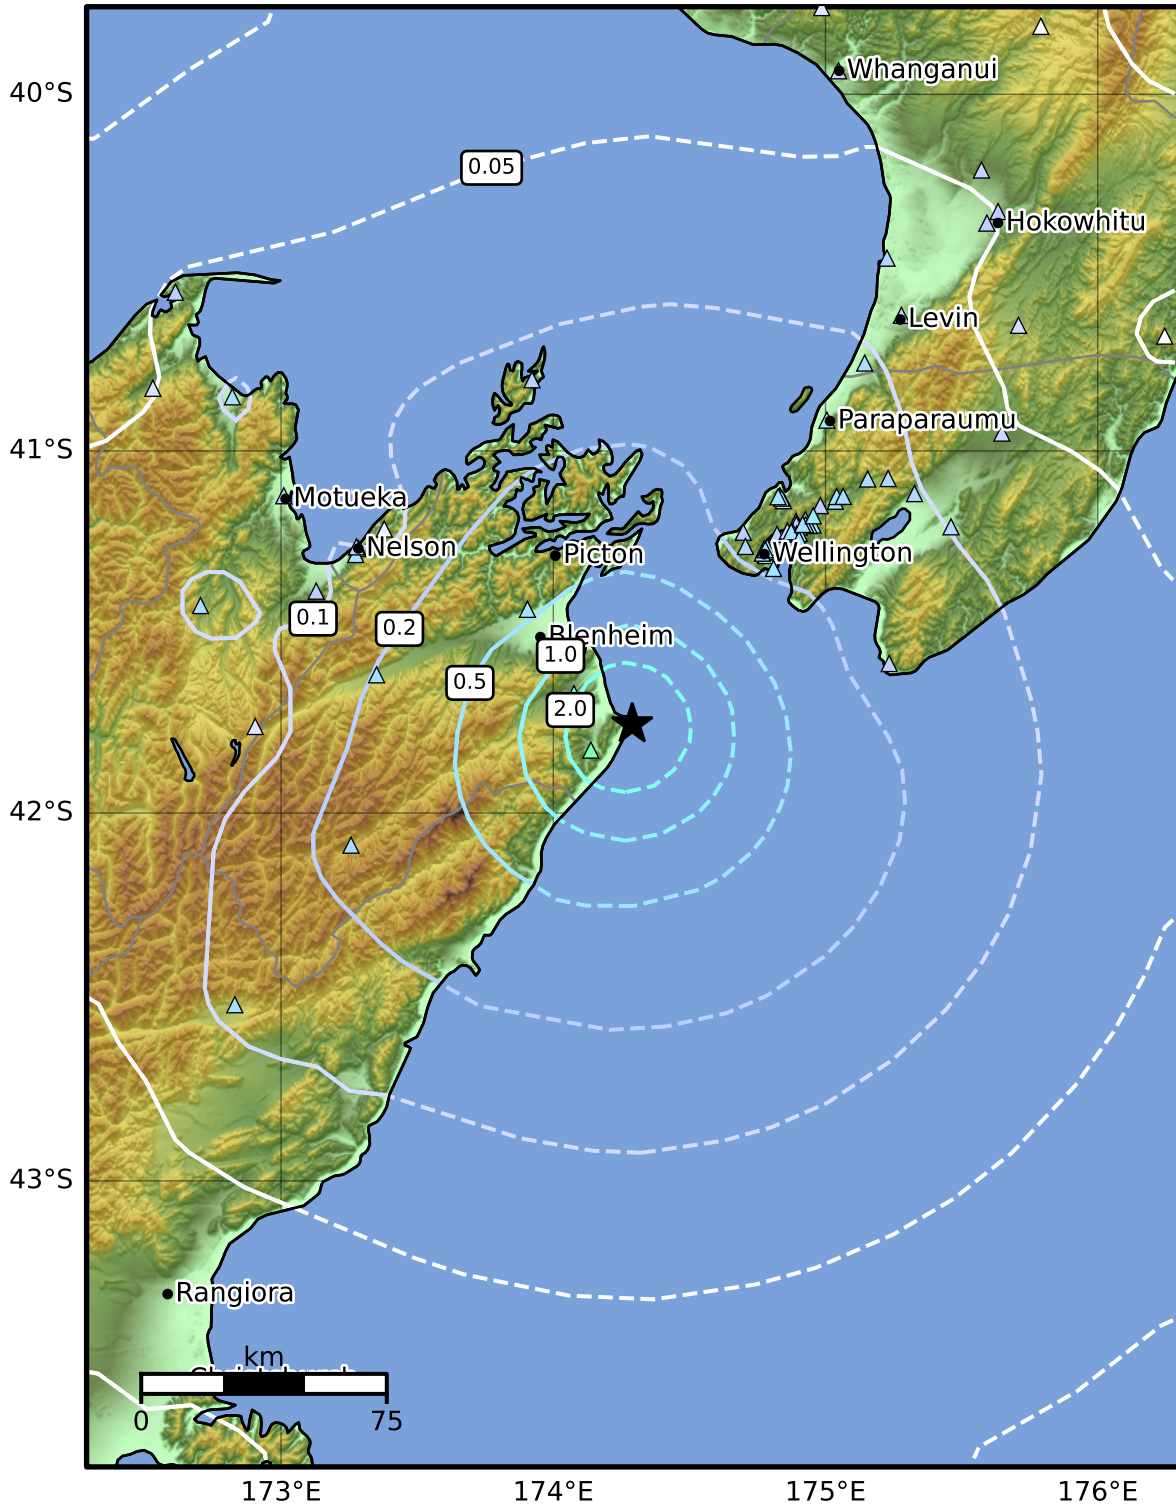 40°S
Whanganui
0.05
Hokowhitu
Levin
Paraparaumu
41°S
Motueka
Nelson
Picton
Wellington
0.1
0.2
Blenheim
1.0
0.5
2.0
42°S
43°S
Rangiora
km
0
75
173°E
174°E
175°E
176°E